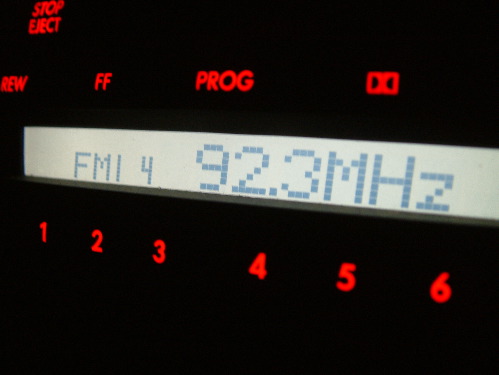 STOP
EJECT
REW FF PROG
FM1 4 92.3MHz
1 2 3 4 5 6